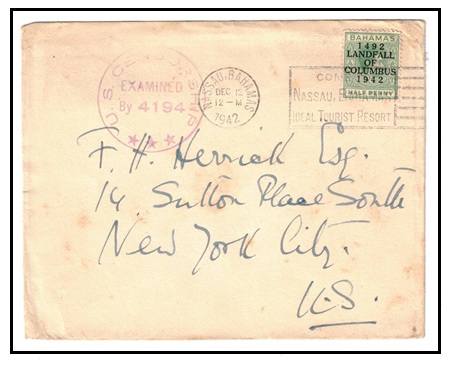 BAHAMAS
1492
LANDFALL
OF
COLUMBUS
1942
HALF PENNY
U.S. CENSORSHIP
EXAMINED
By 4194
NASSAU, BAHAMAS
DEC 12
12 - M
1942
NASSAU, BAHAMAS
IDEAL TOURIST RESORT
F. H. Herrick Esq.
14 Sutton Place South
New York City.
U.S.